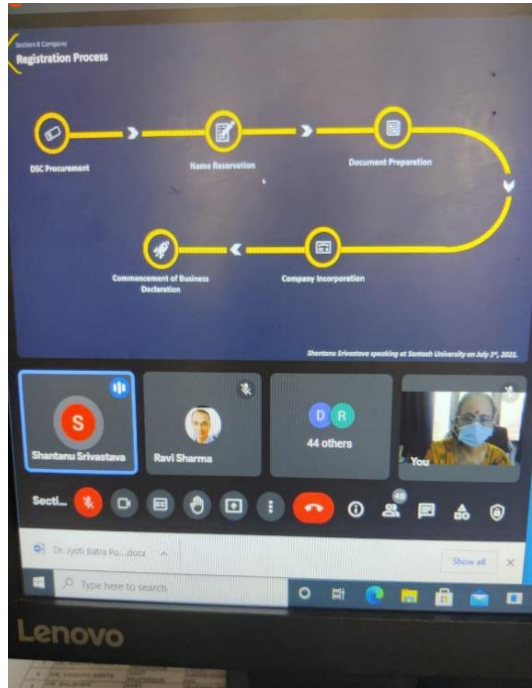 Section 8 Company
Registration Process
DSC Procurement
Name Reservation
Document Preparation
Commencement of Business
Declaration
Company Incorporation
Shantanu Srivastava speaking at Santosh University on July 1st, 2021.
S
Shantanu Srivastava
Ravi Sharma
D R
44 others
You
Secti...
CC
48
Dr. Jyoti Batra Pu....docx
Show all
Type here to search
Lenovo